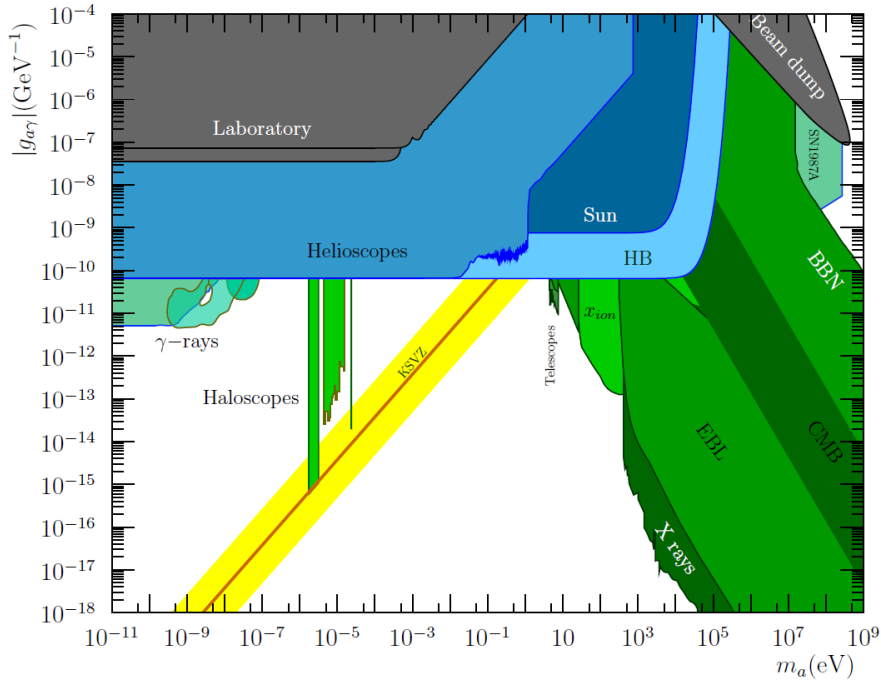 |g_{aγ}|(GeV⁻¹)
10⁻⁴
10⁻⁵
10⁻⁶
10⁻⁷
10⁻⁸
10⁻⁹
10⁻¹⁰
10⁻¹¹
10⁻¹²
10⁻¹³
10⁻¹⁴
10⁻¹⁵
10⁻¹⁶
10⁻¹⁷
10⁻¹⁸
Laboratory
Beam dump
SN1987A
Sun
Helioscopes
HB
BBN
γ−rays
x_{ion}
Telescopes
KSVZ
Haloscopes
EBL
CMB
X rays
10⁻¹¹ 10⁻⁹ 10⁻⁷ 10⁻⁵ 10⁻³ 10⁻¹ 10 10³ 10⁵ 10⁷ 10⁹
m_a(eV)